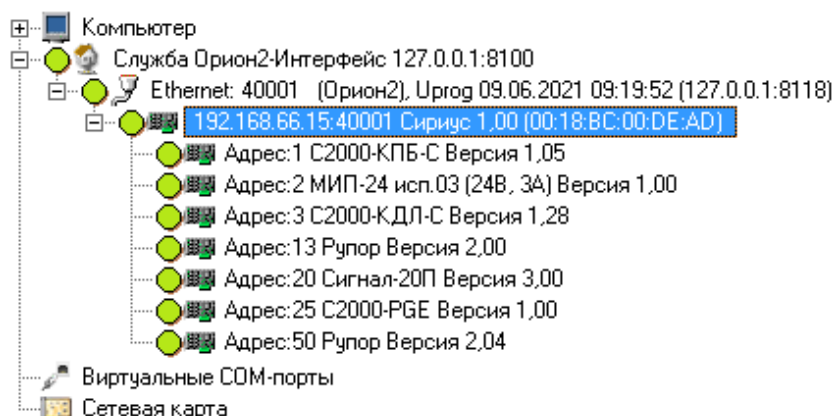 Компьютер
Служба Орион2-Интерфейс 127.0.0.1:8100
Ethernet: 40001 (Орион2), Uprog 09.06.2021 09:19:52 (127.0.0.1:8118)
192.168.66.15:40001 Сириус 1,00 (00:18:BC:00:DE:AD)
Адрес:1 С2000-КПБ-С Версия 1,05
Адрес:2 МИП-24 исп.03 (24В, 3А) Версия 1,00
Адрес:3 С2000-КДЛ-С Версия 1,28
Адрес:13 Рупор Версия 2,00
Адрес:20 Сигнал-20П Версия 3,00
Адрес:25 С2000-PGE Версия 1,00
Адрес:50 Рупор Версия 2,04
Виртуальные COM-порты
Сетевая карта